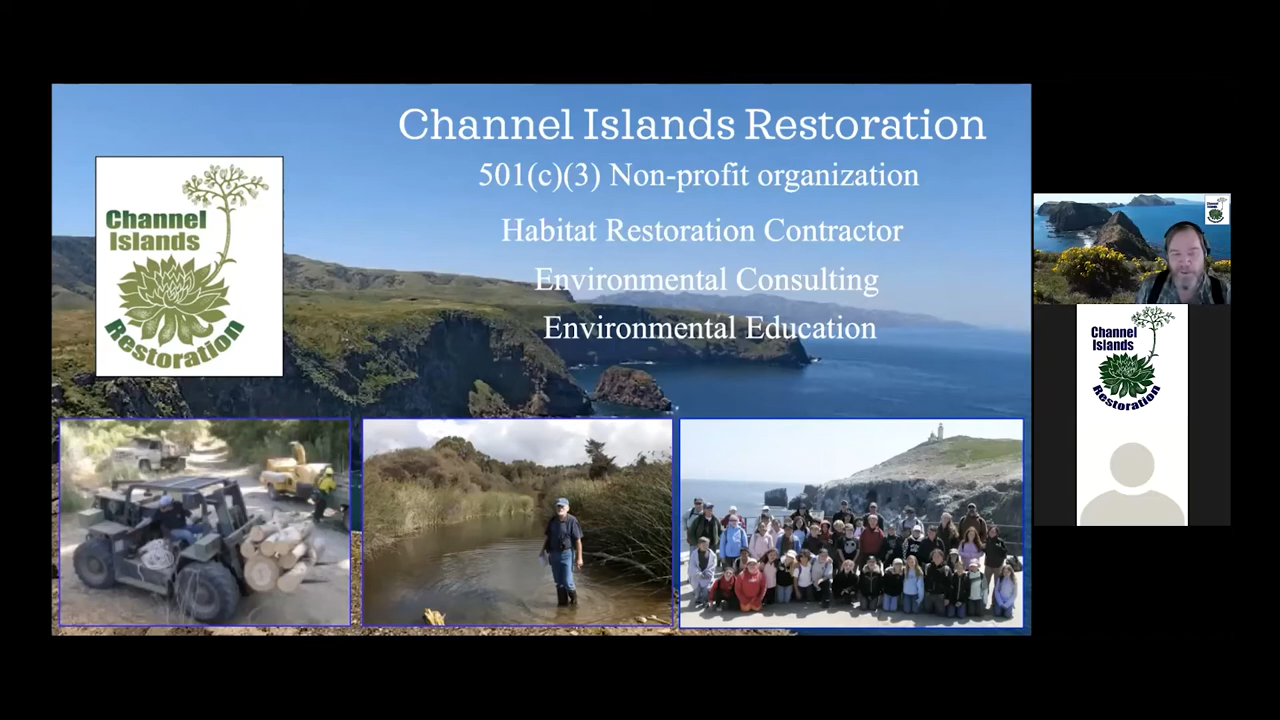 Channel Islands Restoration
501(c)(3) Non-profit organization
Habitat Restoration Contractor
Environmental Consulting
Environmental Education
Channel
Islands
Restoration
Channel
Islands
Restoration